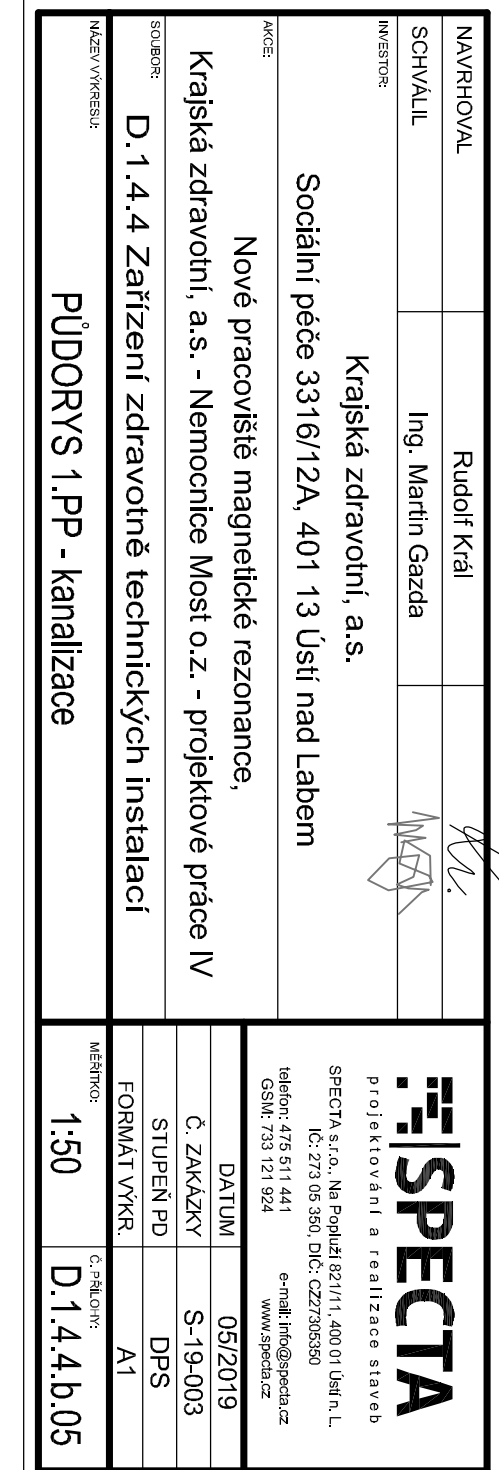 NAVRHOVAL
Rudolf Král
SCHVÁLIL
Ing. Martin Gazda
INVESTOR:
Krajská zdravotní, a.s.
Sociální péče 3316/12A, 401 13 Ústí nad Labem
AKCE:
Nové pracoviště magnetické rezonance,
Krajská zdravotní, a.s. - Nemocnice Most o.z. - projektové práce IV
SOUBOR:
D.1.4.4 Zařízení zdravotně technických instalací
NÁZEV VÝKRESU:
PŮDORYS 1.PP - kanalizace
SPECTA
projektování a realizace staveb
SPECTA s.r.o., Na Popluží 821/11, 400 01 Ústí n. L.
IČ: 273 05 350, DIČ: CZ27305350
telefon: 475 511 441 e-mail: info@specta.cz
GSM: 733 121 924 www.specta.cz
DATUM 05/2019
Č. ZAKÁZKY S-19-003
STUPEŇ PD DPS
FORMÁT VÝKR. A1
MĚŘÍTKO:
1:50
Č. PŘÍLOHY:
D.1.4.4.b.05